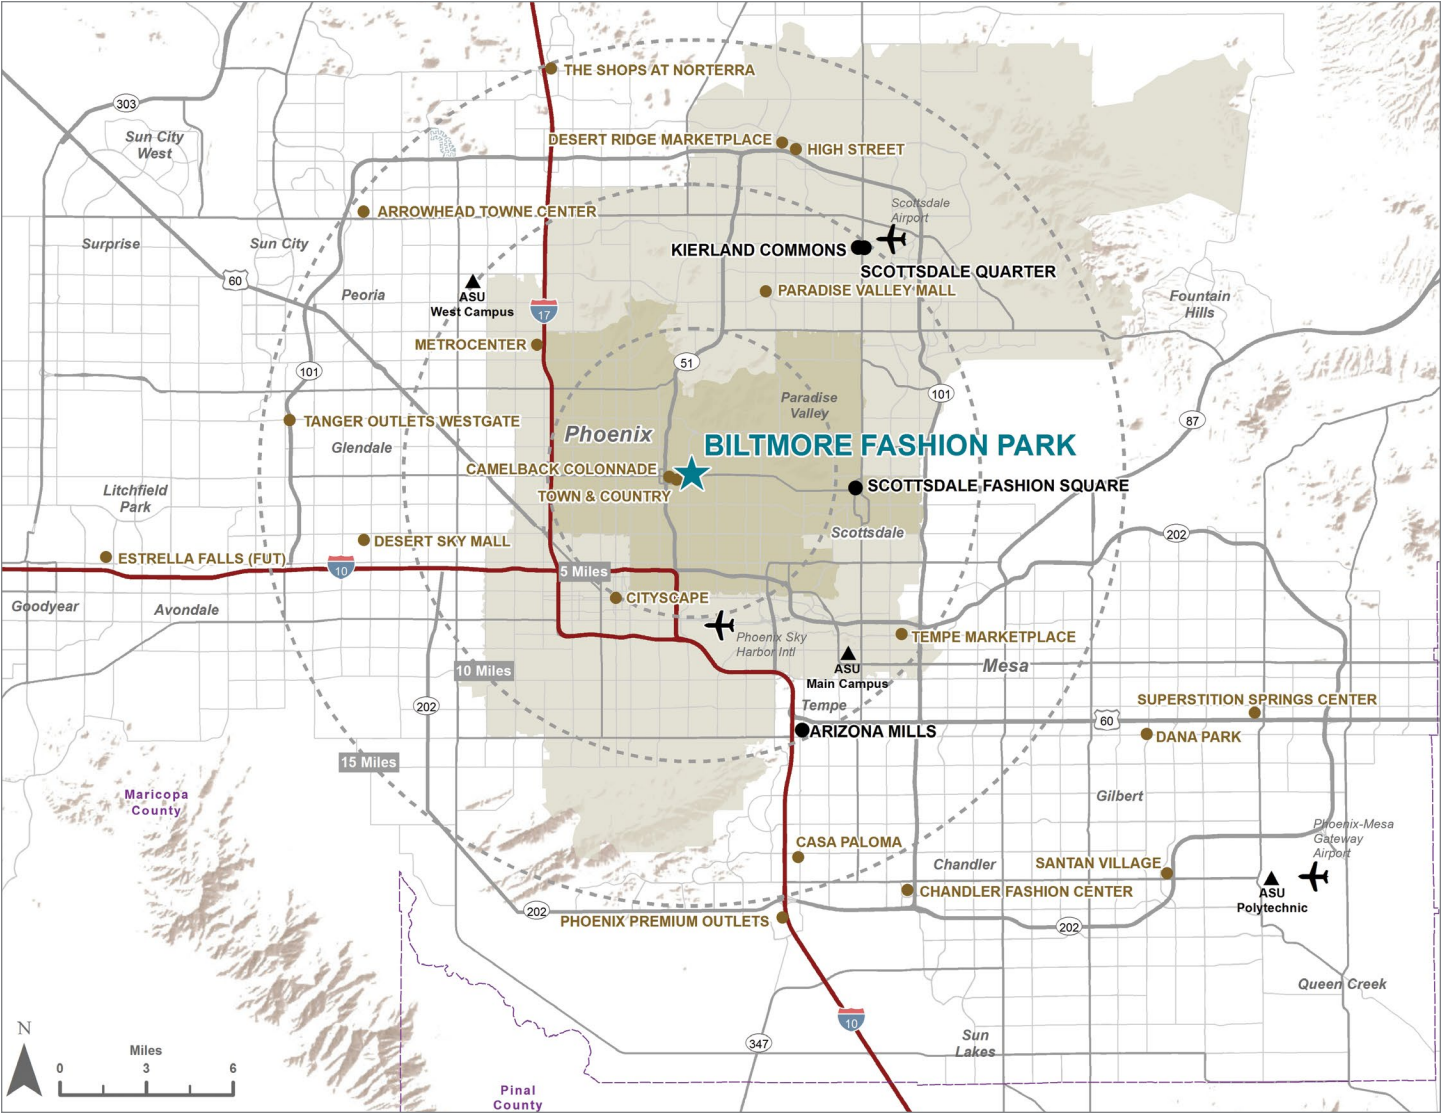 THE SHOPS AT NORTERRA
303
Sun City
West
DESERT RIDGE MARKETPLACE
HIGH STREET
ARROWHEAD TOWNE CENTER
Scottsdale
Airport
Surprise
Sun City
KIERLAND COMMONS
SCOTTSDALE QUARTER
60
ASU
West Campus
Peoria
PARADISE VALLEY MALL
Fountain
Hills
17
METROCENTER
51
101
101
Paradise
Valley
87
TANGER OUTLETS WESTGATE
Glendale
Phoenix
BILTMORE FASHION PARK
CAMELBACK COLONNADE
TOWN & COUNTRY
SCOTTSDALE FASHION SQUARE
Litchfield
Park
Scottsdale
202
DESERT SKY MALL
ESTRELLA FALLS (FUT)
10
5 Miles
Goodyear
Avondale
CITYSCAPE
Phoenix Sky
Harbor Intl
TEMPE MARKETPLACE
ASU
Main Campus
Mesa
10 Miles
202
Tempe
SUPERSTITION SPRINGS CENTER
60
ARIZONA MILLS
DANA PARK
15 Miles
Maricopa
County
Gilbert
Phoenix-Mesa
Gateway
Airport
CASA PALOMA
Chandler
SANTAN VILLAGE
CHANDLER FASHION CENTER
ASU
Polytechnic
202
PHOENIX PREMIUM OUTLETS
202
Queen Creek
10
N
Miles
0 3 6
347
Sun
Lakes
Pinal
County